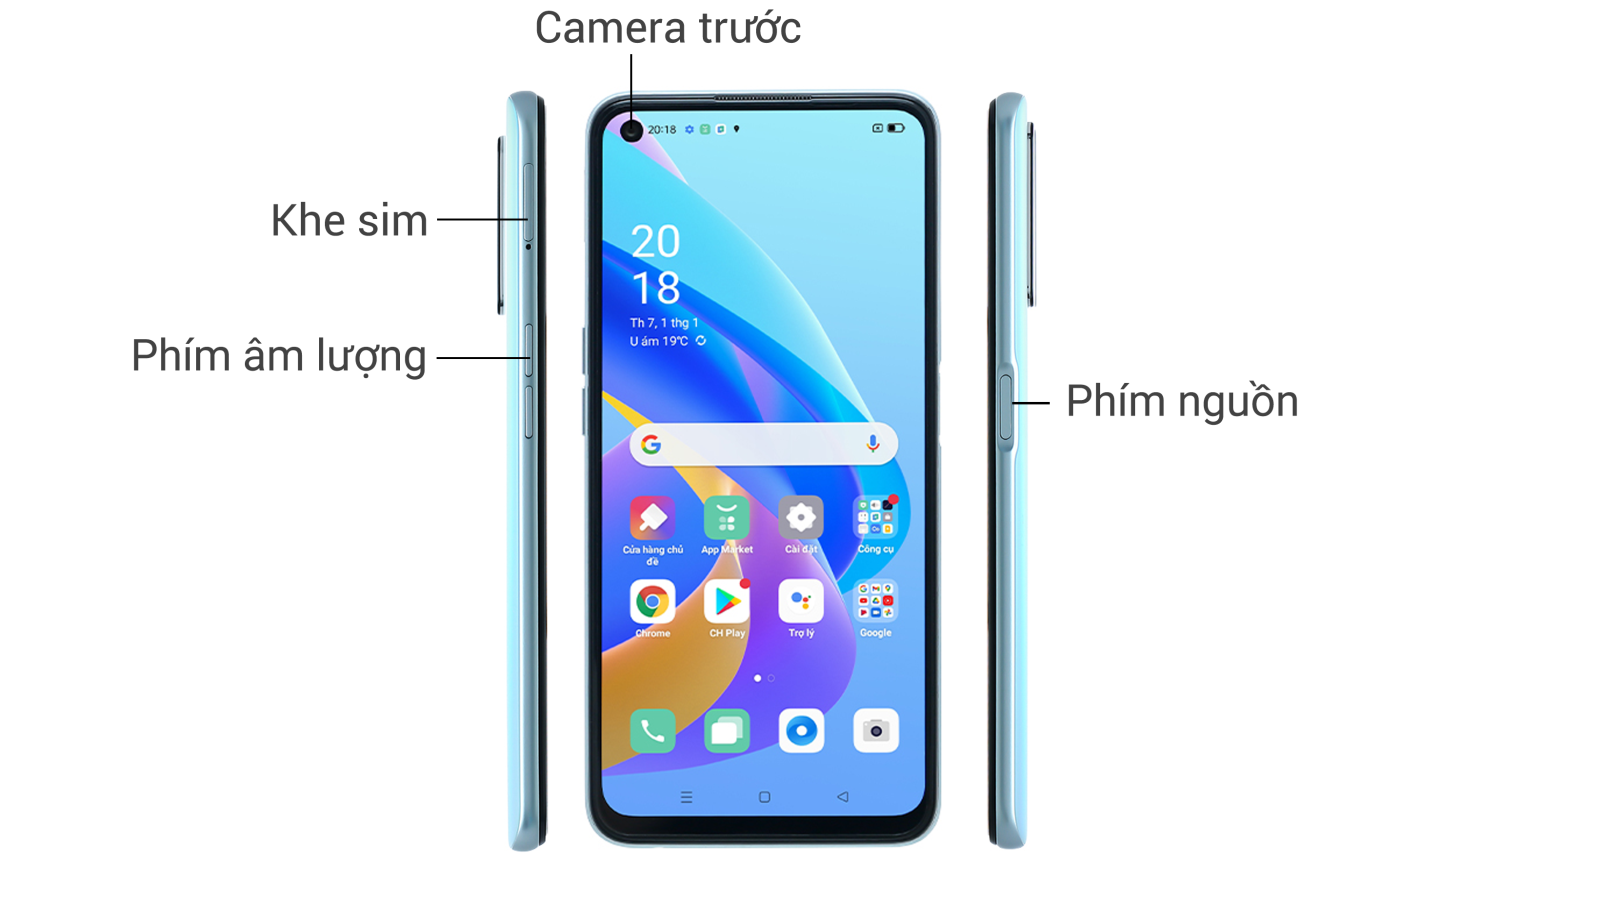 Camera trước
20:18
Khe sim
20
18
Th 7, 1 thg 1
U ám 19°C
Phím âm lượng
Phím nguồn
Cửa hàng chủ đề
App Market
Cài đặt
Công cụ
Chrome
CH Play
Trợ lý
Google